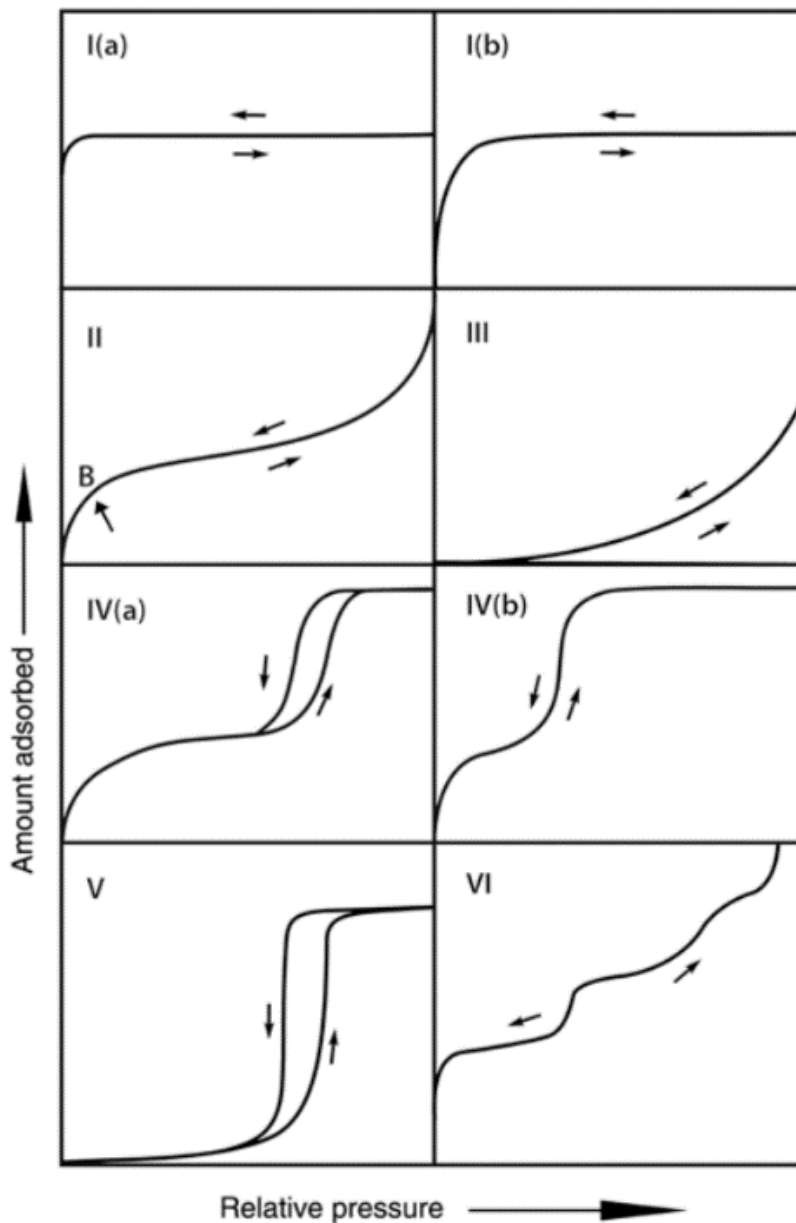 I(a)
I(b)
II
III
B
IV(a)
IV(b)
V
VI
Amount adsorbed
Relative pressure